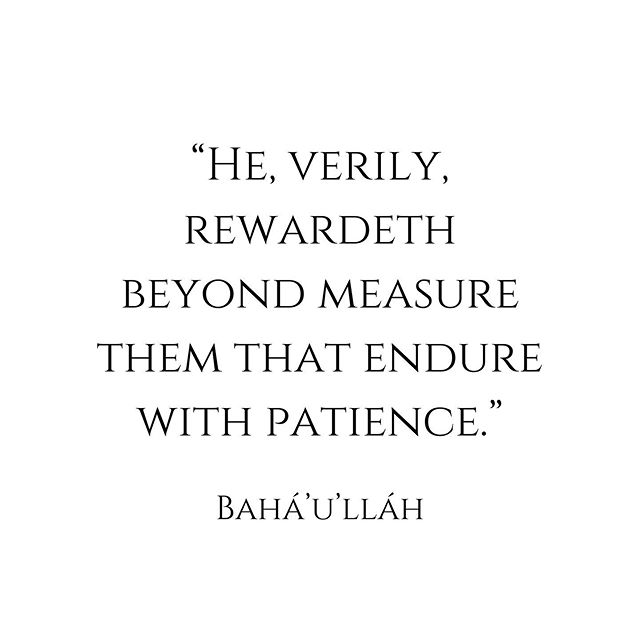 “He, verily,
rewardeth
beyond measure
them that endure
with patience.”
Bahá’u’lláh